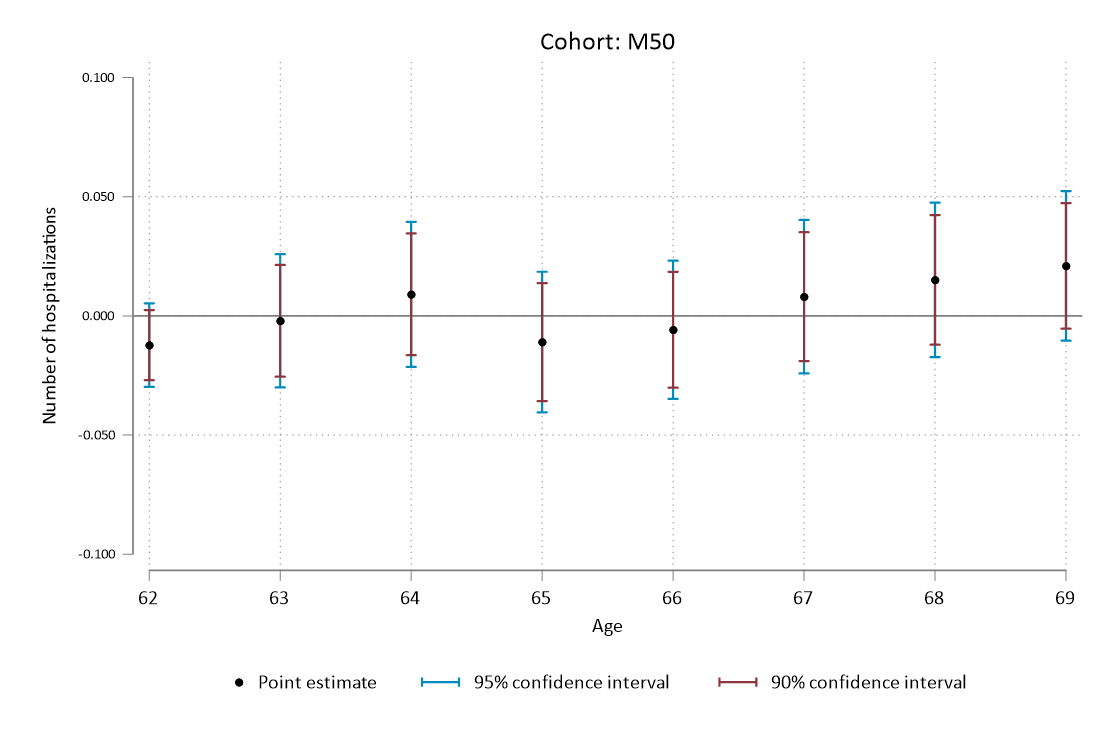 Cohort: M50
0.100
0.050
0.000
-0.050
-0.100
Number of hospitalizations
62 63 64 65 66 67 68 69
Age
Point estimate 95% confidence interval 90% confidence interval